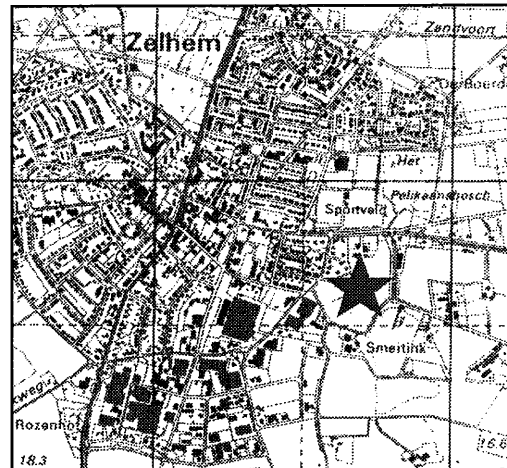 Zelhem
Zandvoort
Het
Pelikaansbosch
Sportveld
Smeitink
Rozenhof
18.3